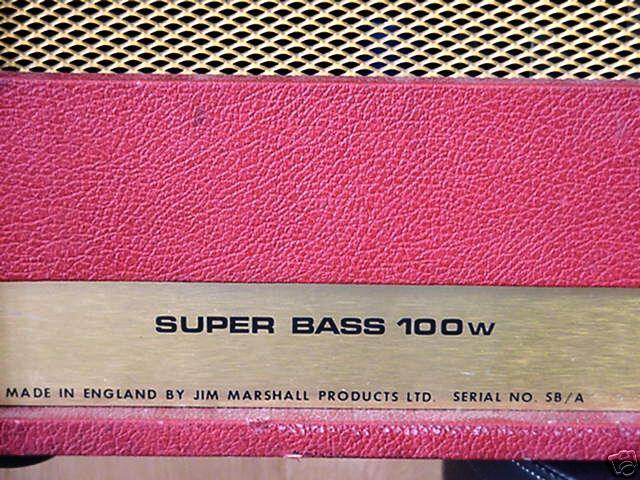 SUPER BASS 100W
MADE IN ENGLAND BY JIM MARSHALL PRODUCTS LTD. SERIAL NO. SB/A